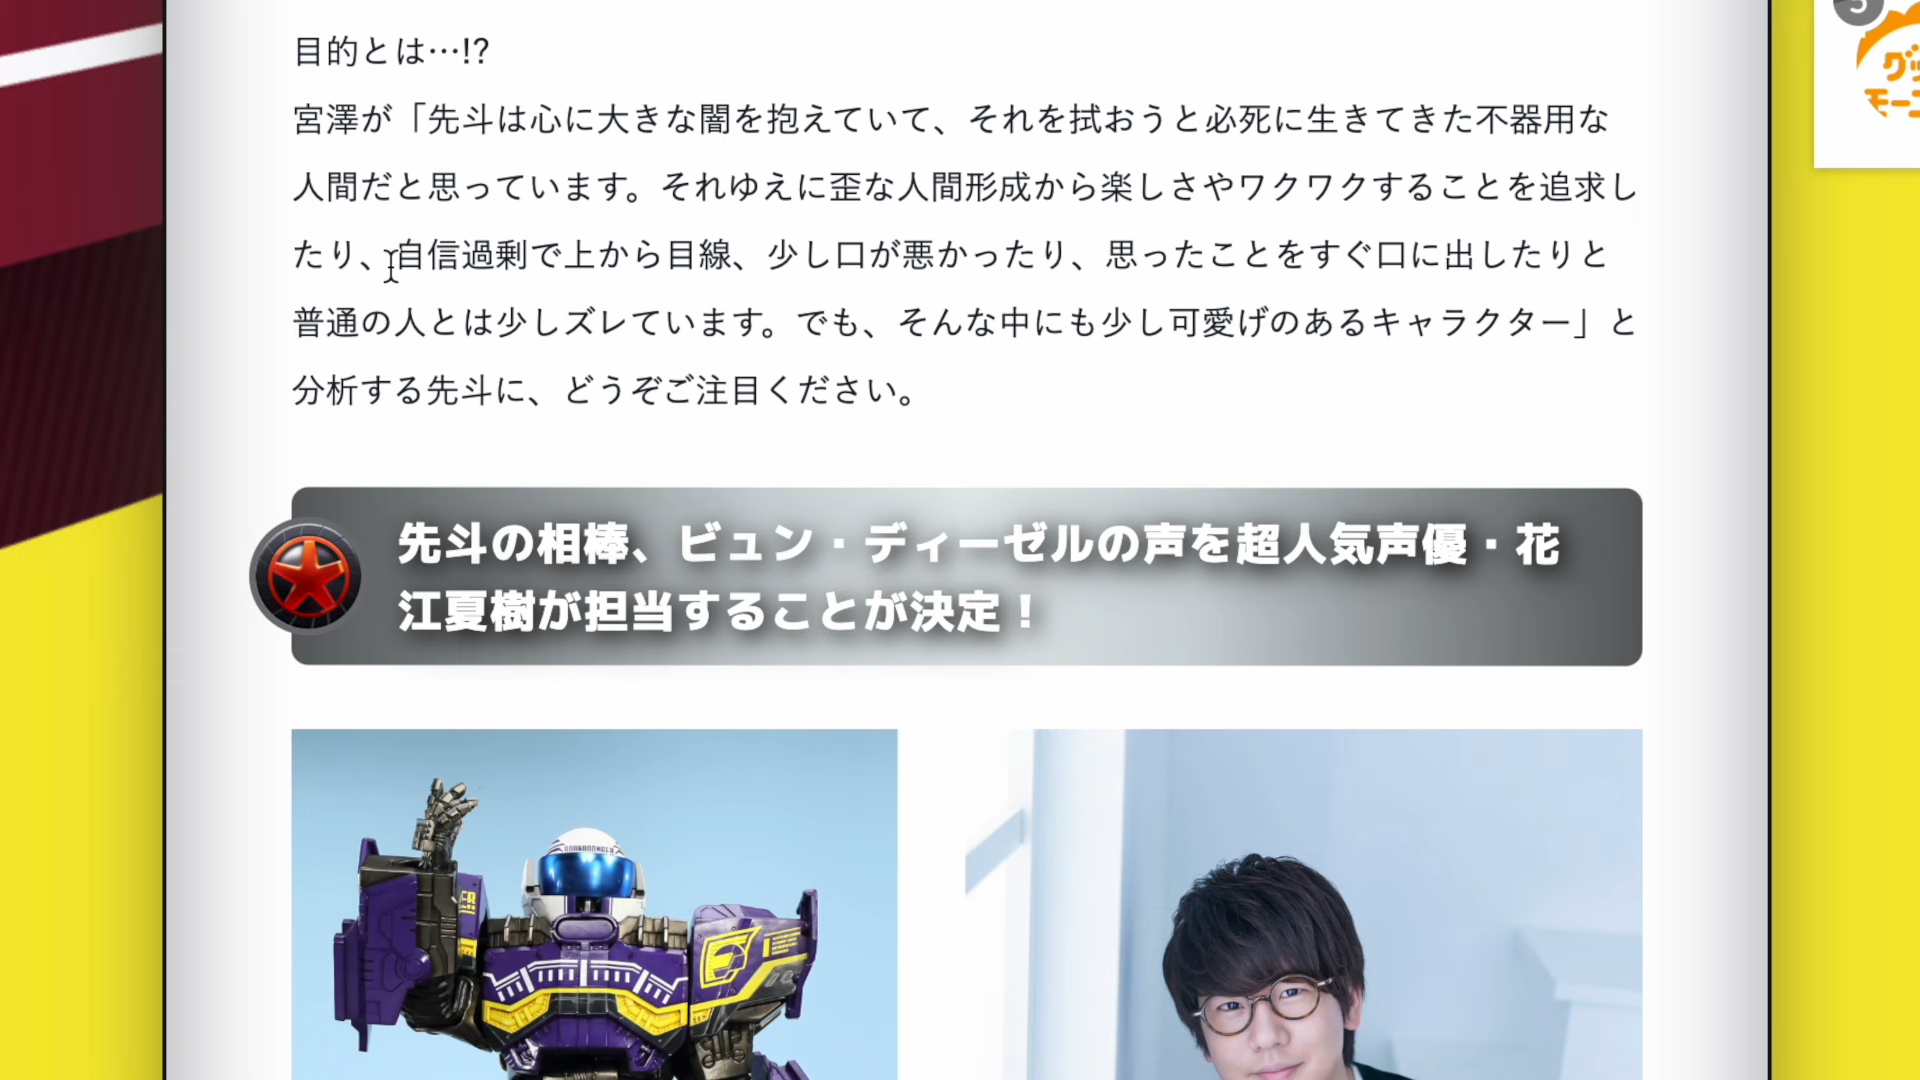 目的とは…!?
宮澤が「先斗は心に大きな闇を抱えていて、それを拭おうと必死に生きてきた不器用な
人間だと思っています。それゆえに歪な人間形成から楽しさやワクワクすることを追求し
たり、自信過剰で上から目線、少し口が悪かったり、思ったことをすぐ口に出したりと
普通の人とは少しズレています。でも、そんな中にも少し可愛げのあるキャラクター」と
分析する先斗に、どうぞご注目ください。
先斗の相棒、ビュン・ディーゼルの声を超人気声優・花
江夏樹が担当することが決定！